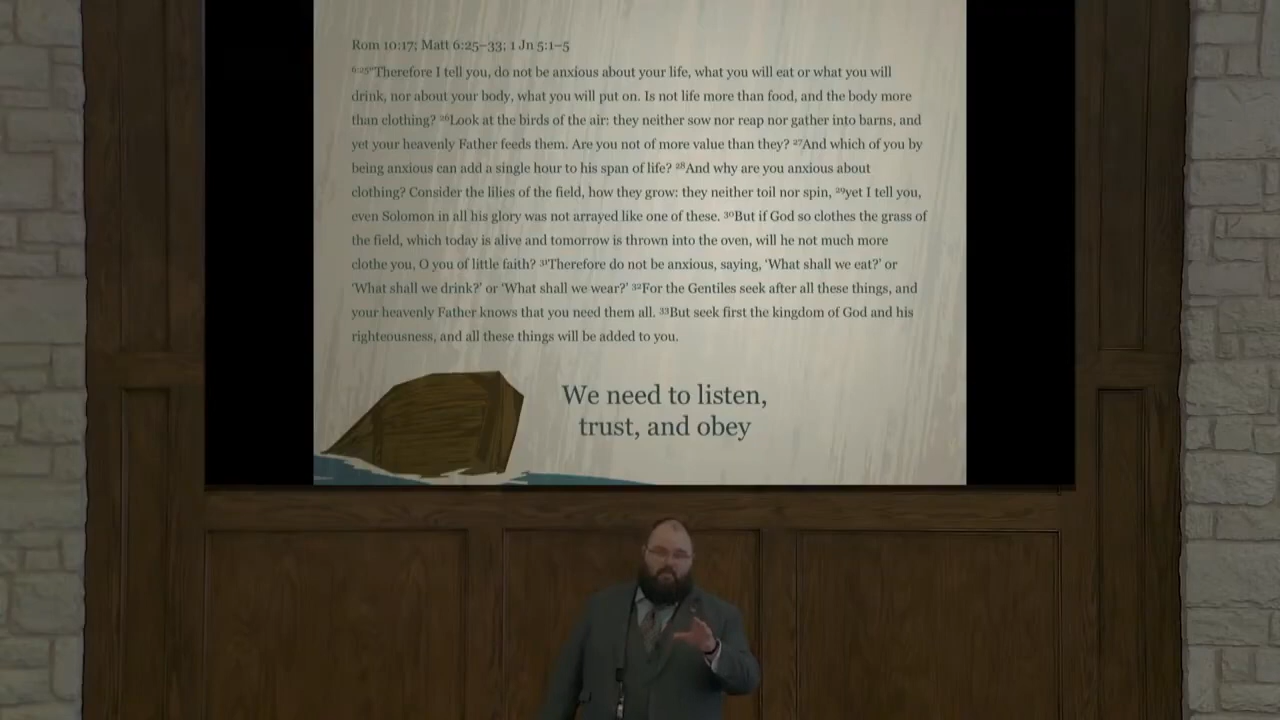 Rom 10:17; Matt 6:25–33; 1 Jn 5:1–5
6:25“Therefore I tell you, do not be anxious about your life, what you will eat or what you will
drink, nor about your body, what you will put on. Is not life more than food, and the body more
than clothing? 26Look at the birds of the air: they neither sow nor reap nor gather into barns, and
yet your heavenly Father feeds them. Are you not of more value than they? 27And which of you by
being anxious can add a single hour to his span of life? 28And why are you anxious about
clothing? Consider the lilies of the field, how they grow: they neither toil nor spin, 29yet I tell you,
even Solomon in all his glory was not arrayed like one of these. 30But if God so clothes the grass of
the field, which today is alive and tomorrow is thrown into the oven, will he not much more
clothe you, O you of little faith? 31Therefore do not be anxious, saying, ‘What shall we eat?’ or
‘What shall we drink?’ or ‘What shall we wear?’ 32For the Gentiles seek after all these things, and
your heavenly Father knows that you need them all. 33But seek first the kingdom of God and his
righteousness, and all these things will be added to you.
We need to listen,
trust, and obey